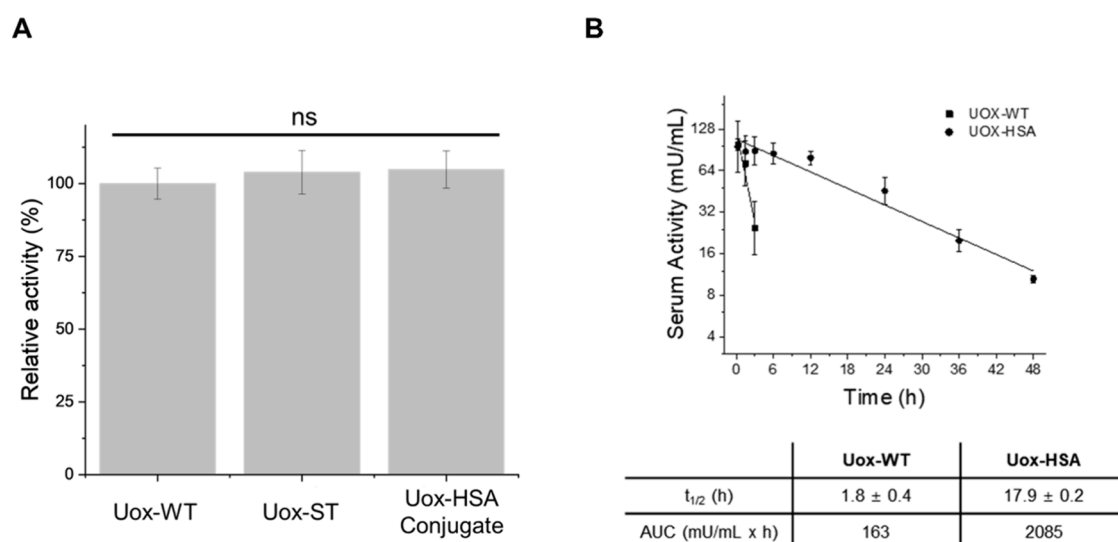 A
ns
Relative activity (%)
100
75
50
25
0
Uox-WT
Uox-ST
Uox-HSA
Conjugate
B
UOX-WT
UOX-HSA
Serum Activity (mU/mL)
128
64
32
16
8
4
0 6 12 18 24 30 36 42 48
Time (h)
Uox-WT Uox-HSA
t1/2 (h) 1.8 ± 0.4 17.9 ± 0.2
AUC (mU/mL x h) 163 2085